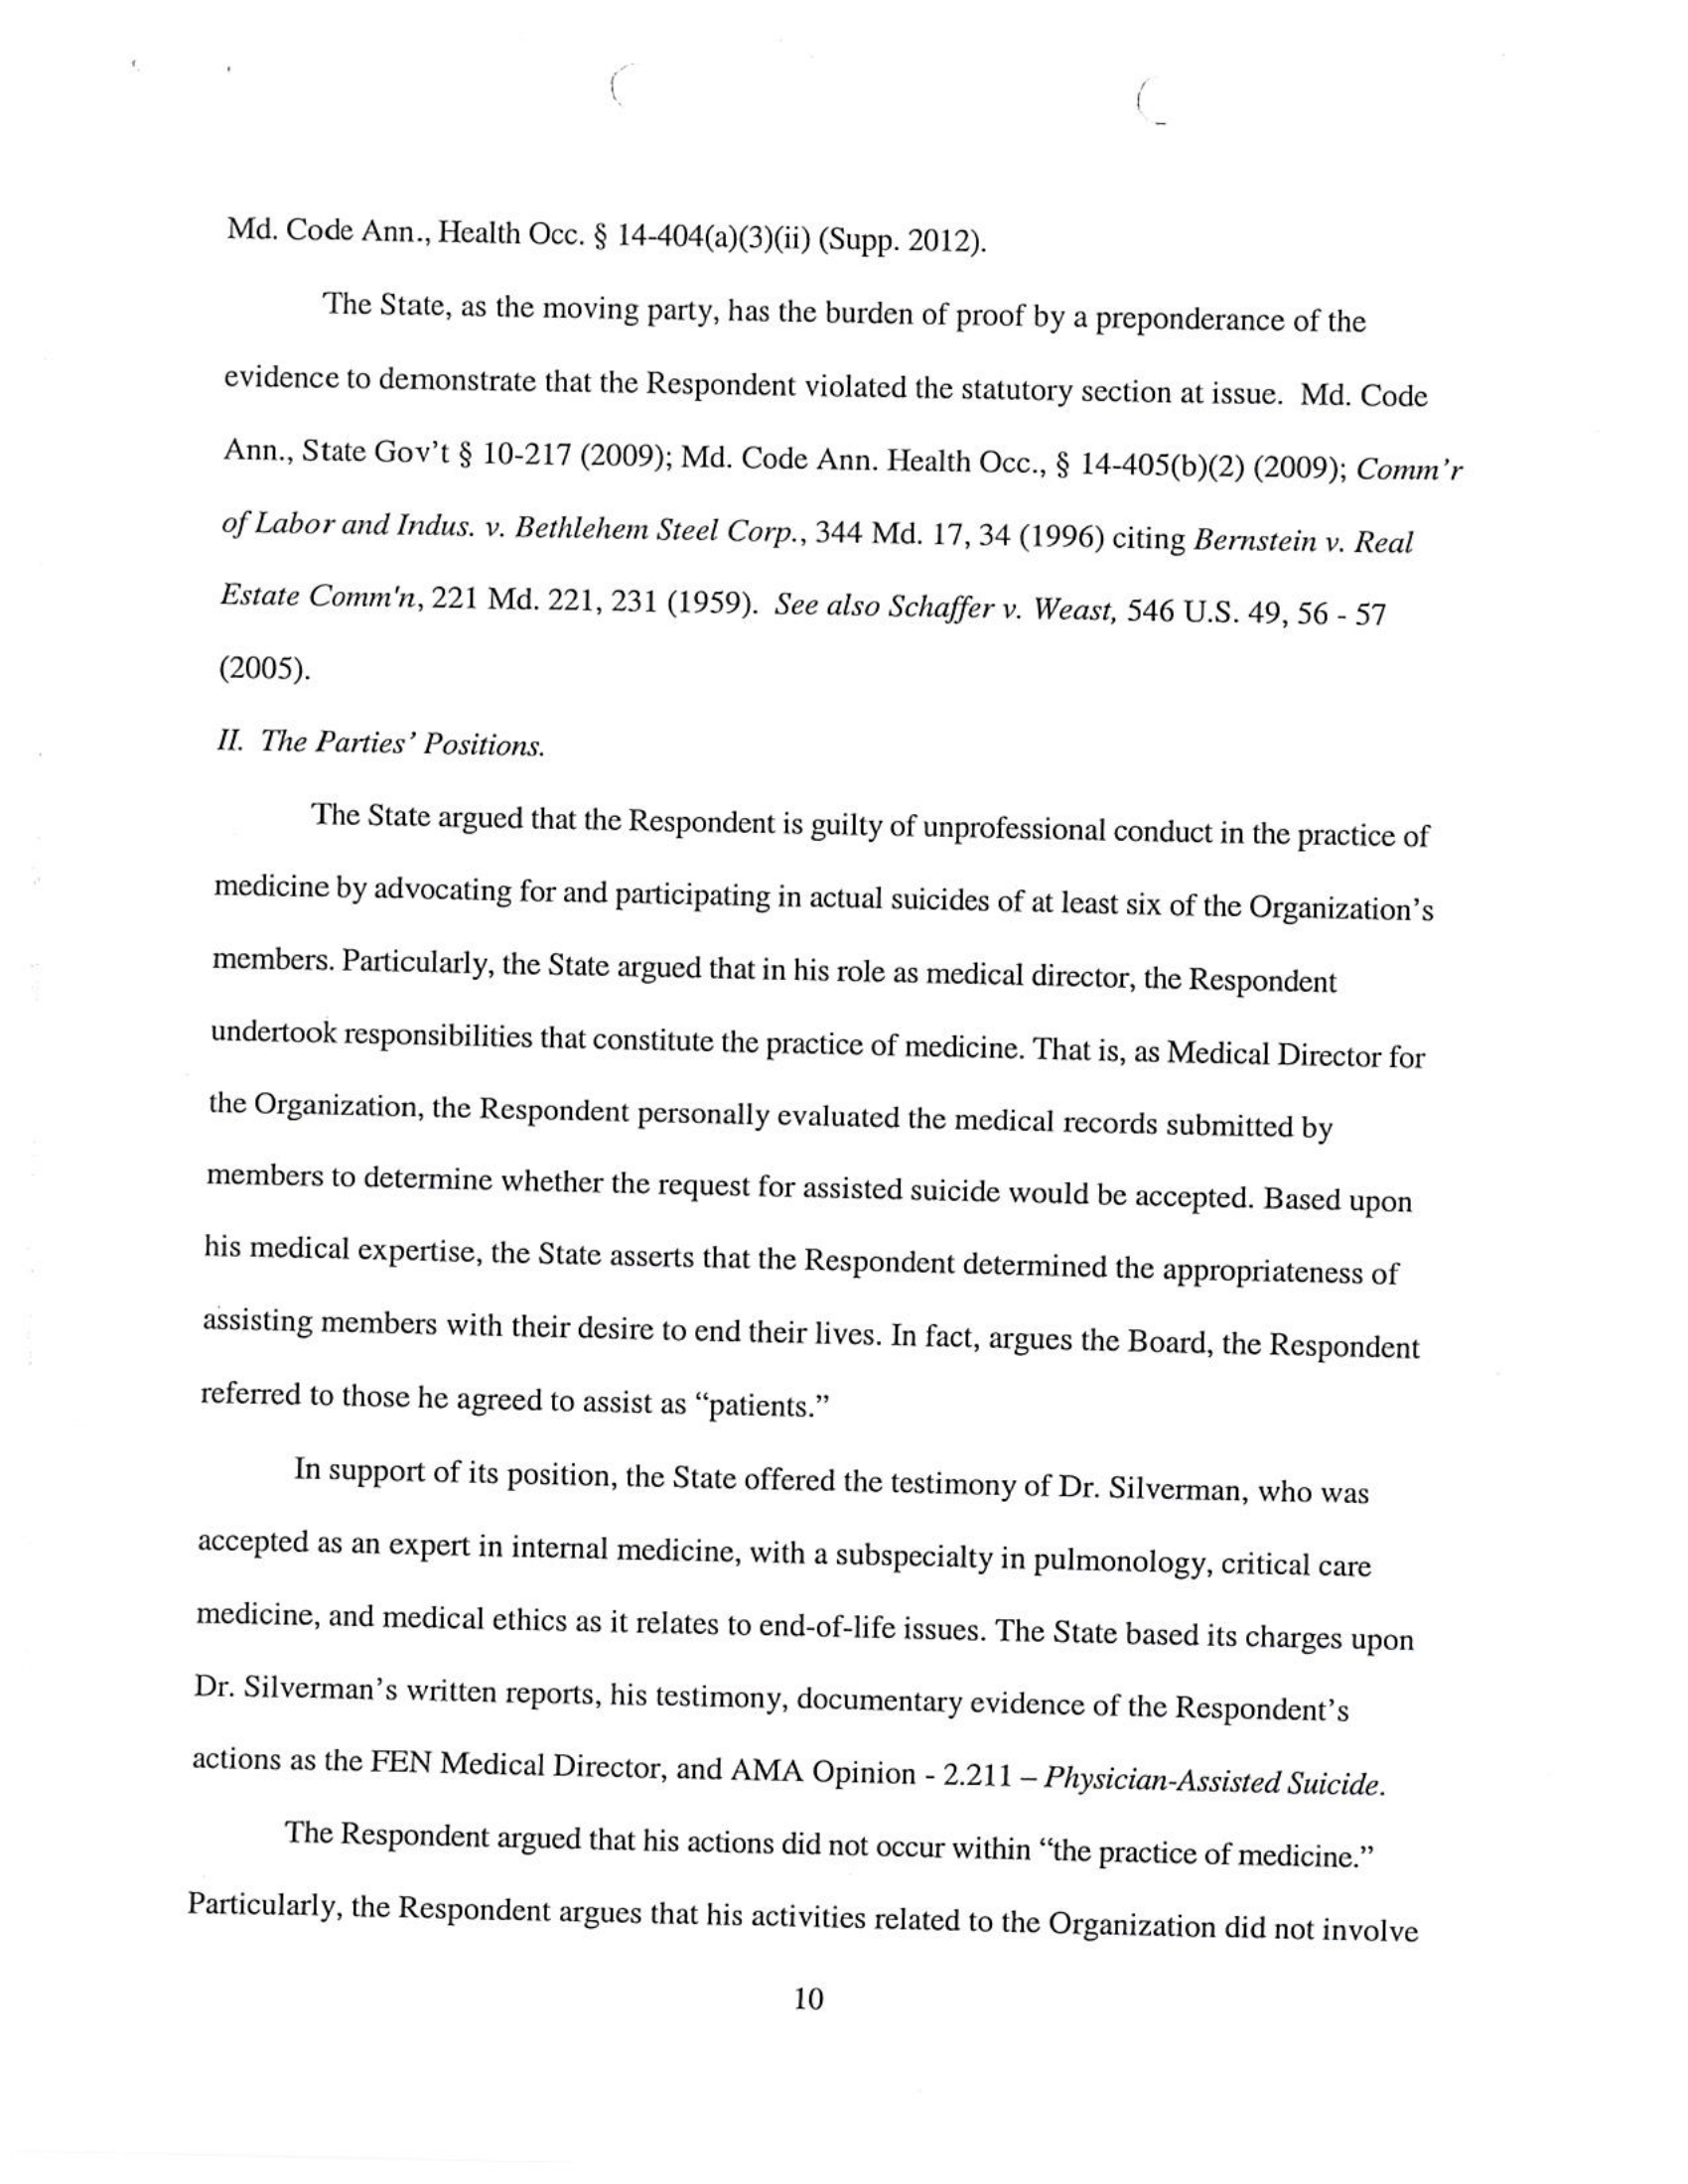 Md. Code Ann., Health Occ. § 14-404(a)(3)(ii) (Supp. 2012).
The State, as the moving party, has the burden of proof by a preponderance of the
evidence to demonstrate that the Respondent violated the statutory section at issue. Md. Code
Ann., State Gov't § 10-217 (2009); Md. Code Ann. Health Occ., § 14-405(b)(2) (2009); Comm'r
of Labor and Indus. v. Bethlehem Steel Corp., 344 Md. 17, 34 (1996) citing Bernstein v. Real
Estate Comm'n, 221 Md. 221, 231 (1959). See also Schaffer v. Weast, 546 U.S. 49, 56 - 57
(2005).
II. The Parties' Positions.
The State argued that the Respondent is guilty of unprofessional conduct in the practice of
medicine by advocating for and participating in actual suicides of at least six of the Organization's
members. Particularly, the State argued that in his role as medical director, the Respondent
undertook responsibilities that constitute the practice of medicine. That is, as Medical Director for
the Organization, the Respondent personally evaluated the medical records submitted by
members to determine whether the request for assisted suicide would be accepted. Based upon
his medical expertise, the State asserts that the Respondent determined the appropriateness of
assisting members with their desire to end their lives. In fact, argues the Board, the Respondent
referred to those he agreed to assist as “patients.”
In support of its position, the State offered the testimony of Dr. Silverman, who was
accepted as an expert in internal medicine, with a subspecialty in pulmonology, critical care
medicine, and medical ethics as it relates to end-of-life issues. The State based its charges upon
Dr. Silverman's written reports, his testimony, documentary evidence of the Respondent's
actions as the FEN Medical Director, and AMA Opinion - 2.211 – Physician-Assisted Suicide.
The Respondent argued that his actions did not occur within “the practice of medicine.”
Particularly, the Respondent argues that his activities related to the Organization did not involve
10